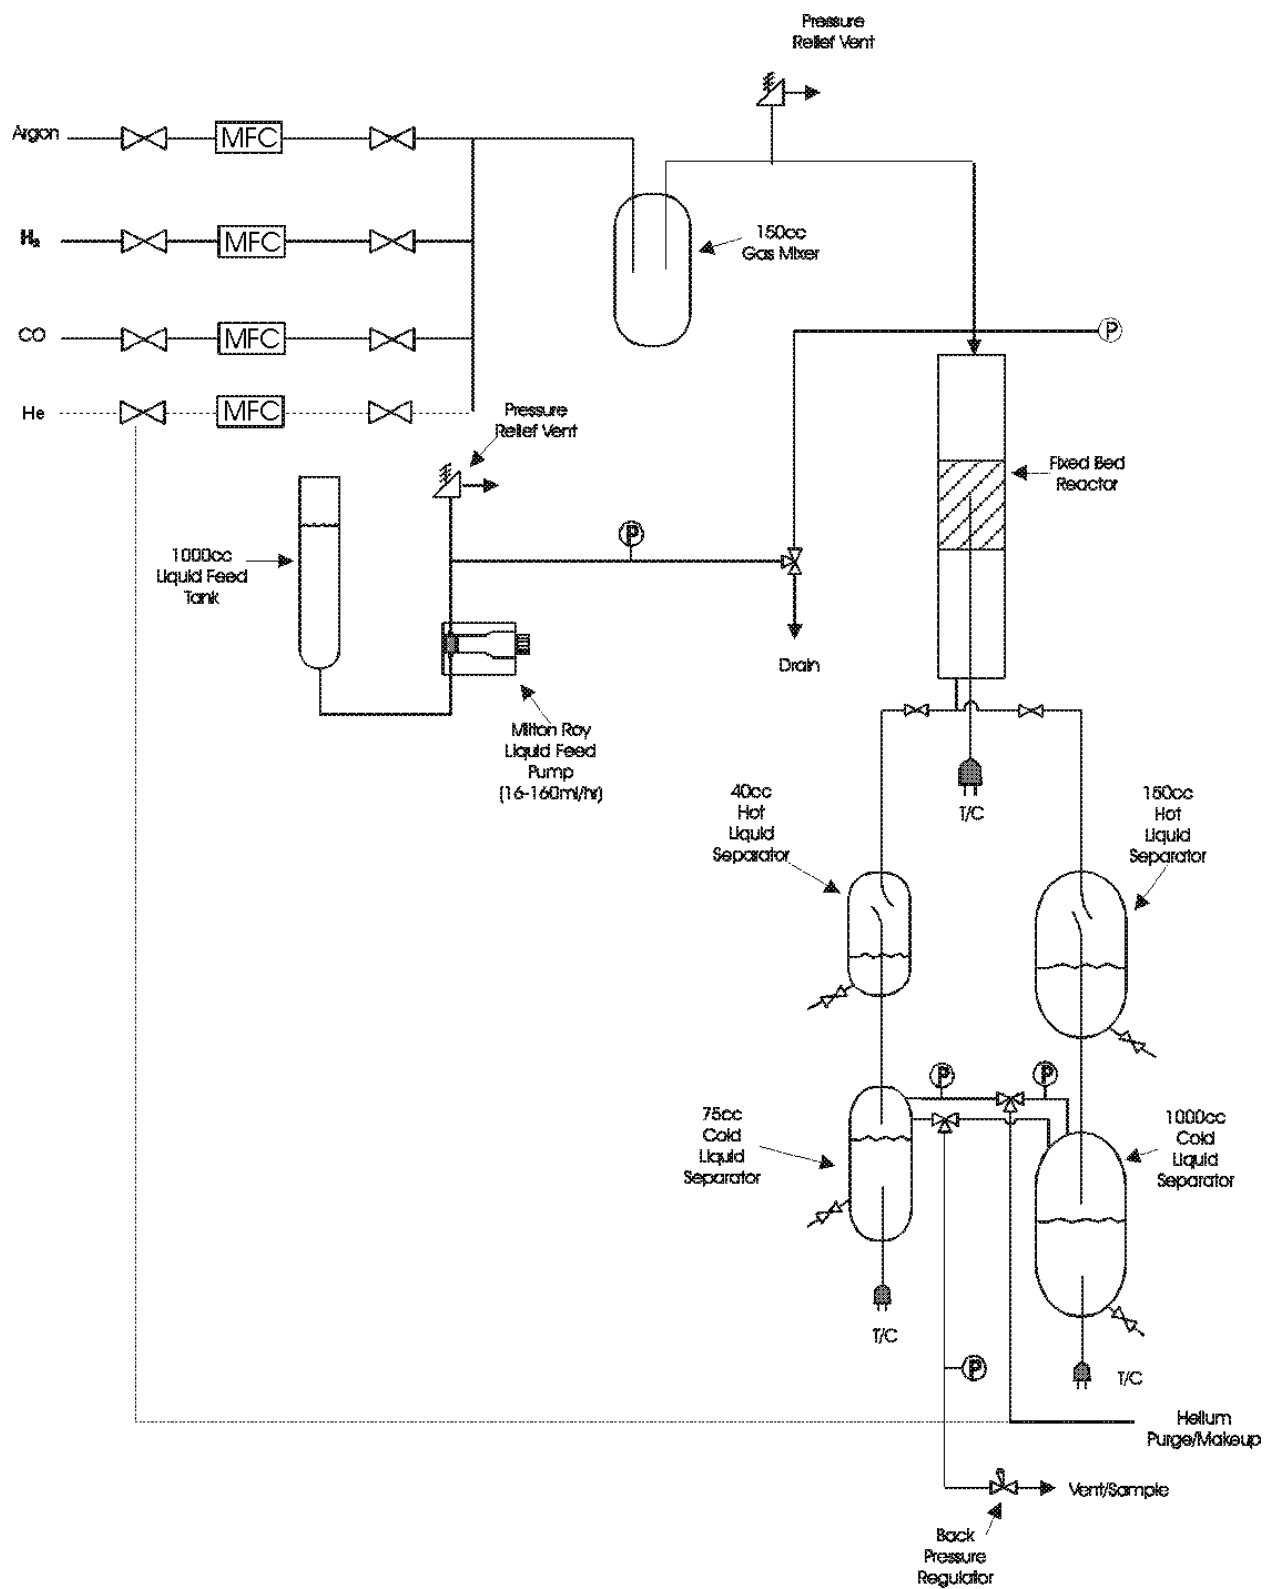 Pressure
Relief Vent
Argon
MFC
H₂
MFC
150cc
Gas Mixer
CO
MFC
P
He
MFC
Pressure
Relief Vent
Fixed Bed
Reactor
P
1000cc
Liquid Feed
Tank
Drain
Milton Roy
Liquid Feed
Pump
(16-160ml/hr)
T/C
40cc
Hot
Liquid
Separator
150cc
Hot
Liquid
Separator
P
P
75cc
Cold
Liquid
Separator
1000cc
Cold
Liquid
Separator
T/C
P
T/C
Helium
Purge/Makeup
Vent/Sample
Back
Pressure
Regulator